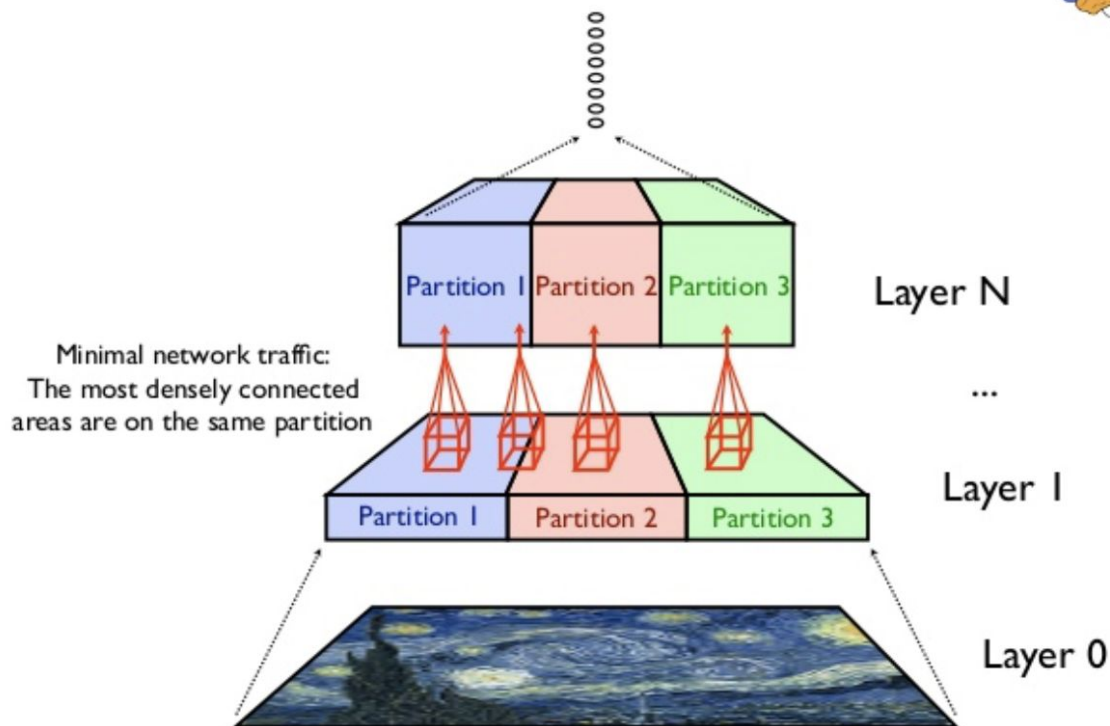 Partition 1 Partition 2 Partition 3
Layer N
Minimal network traffic:
The most densely connected
areas are on the same partition
...
Layer 1
Partition 1 Partition 2 Partition 3
Layer 0